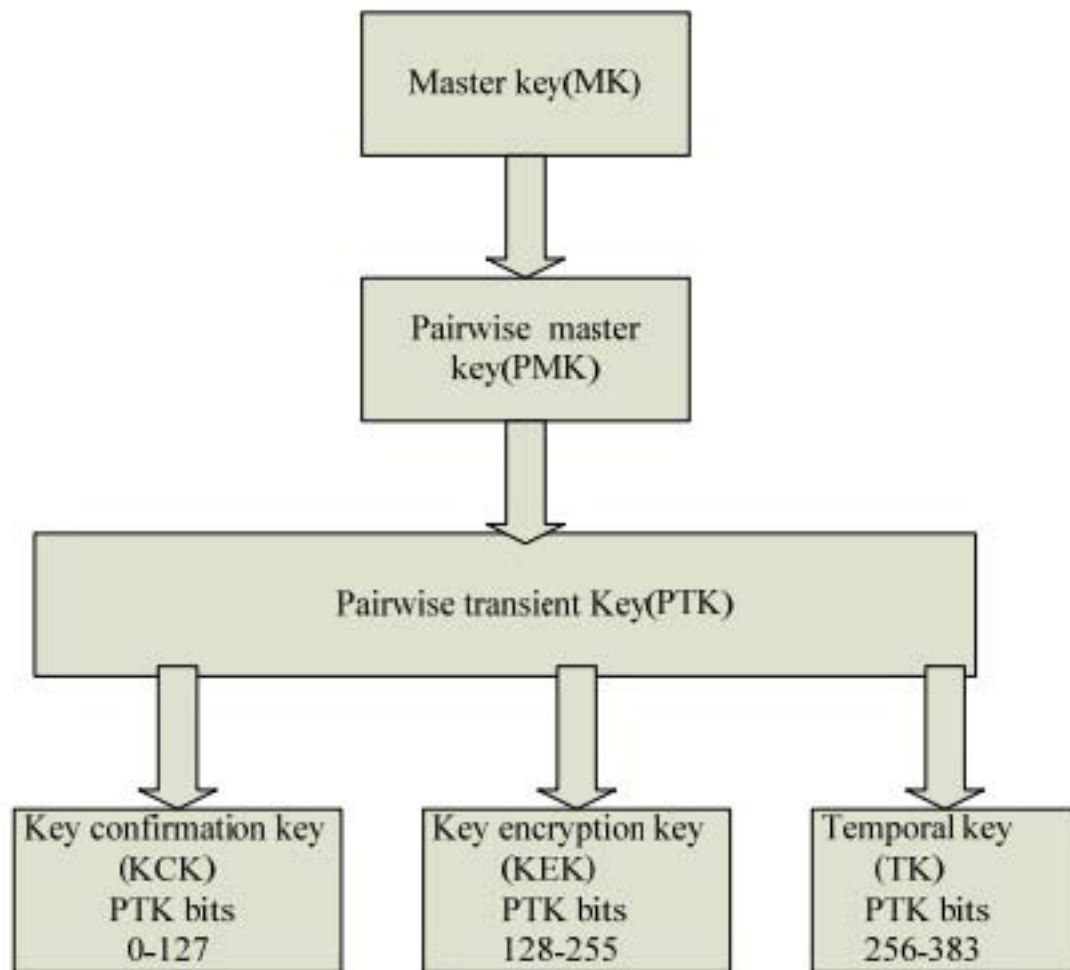 Master key(MK)
Pairwise master
key(PMK)
Pairwise transient Key(PTK)
Key confirmation key
(KCK)
PTK bits
0-127
Key encryption key
(KEK)
PTK bits
128-255
Temporal key
(TK)
PTK bits
256-383